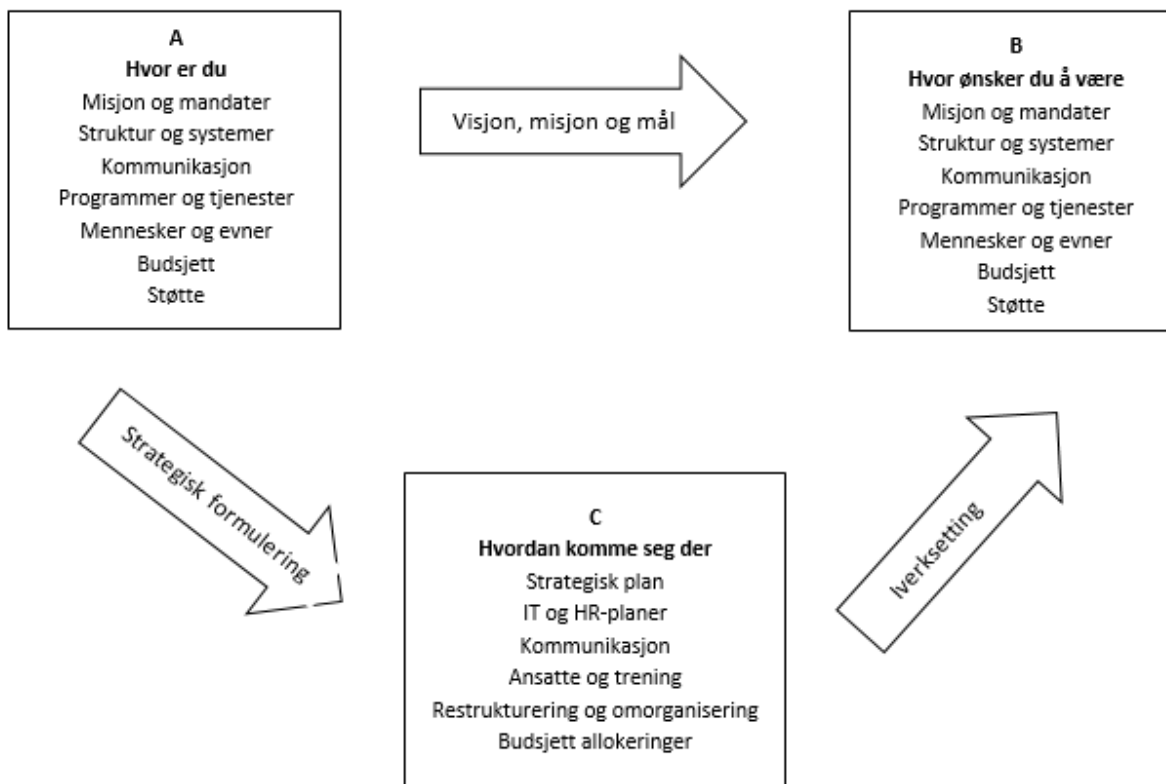 A
Hvor er du
Misjon og mandater
Struktur og systemer
Kommunikasjon
Programmer og tjenester
Mennesker og evner
Budsjett
Støtte
Visjon, misjon og mål
B
Hvor ønsker du å være
Misjon og mandater
Struktur og systemer
Kommunikasjon
Programmer og tjenester
Mennesker og evner
Budsjett
Støtte
Strategisk formulering
C
Hvordan komme seg der
Strategisk plan
IT og HR-planer
Kommunikasjon
Ansatte og trening
Restrukturering og omorganisering
Budsjett allokeringer
Iverksetting